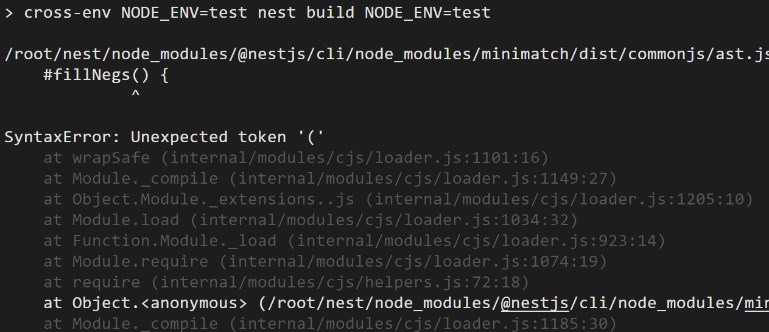 > cross-env NODE_ENV=test nest build NODE_ENV=test
/root/nest/node_modules/@nestjs/cli/node_modules/minimatch/dist/commonjs/ast.js
#fillNegs() {
^
SyntaxError: Unexpected token '('
at wrapSafe (internal/modules/cjs/loader.js:1101:16)
at Module._compile (internal/modules/cjs/loader.js:1149:27)
at Object.Module._extensions..js (internal/modules/cjs/loader.js:1205:10)
at Module.load (internal/modules/cjs/loader.js:1034:32)
at Function.Module._load (internal/modules/cjs/loader.js:923:14)
at Module.require (internal/modules/cjs/loader.js:1074:19)
at require (internal/modules/cjs/helpers.js:72:18)
at Object.<anonymous> (/root/nest/node_modules/@nestjs/cli/node_modules/min
at Module._compile (internal/modules/cjs/loader.js:1185:30)